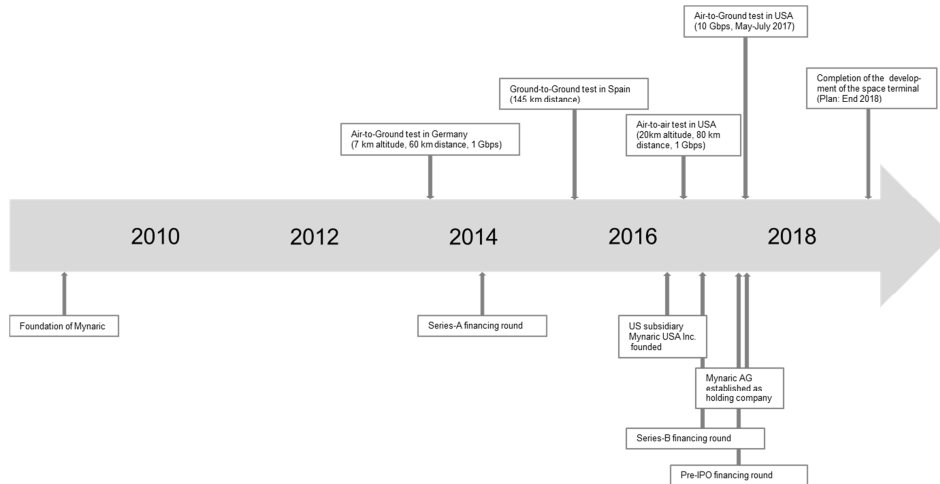 Air-to-Ground test in USA
(10 Gbps, May-July 2017)
Completion of the develop-
ment of the space terminal
(Plan: End 2018)
Ground-to-Ground test in Spain
(145 km distance)
Air-to-Ground test in Germany
(7 km altitude, 60 km distance, 1 Gbps)
Air-to-air test in USA
(20km altitude, 80 km
distance, 1 Gbps)
2010
2012
2014
2016
2018
Foundation of Mynaric
Series-A financing round
US subsidiary
Mynaric USA Inc.
founded
Mynaric AG
established as
holding company
Series-B financing round
Pre-IPO financing round